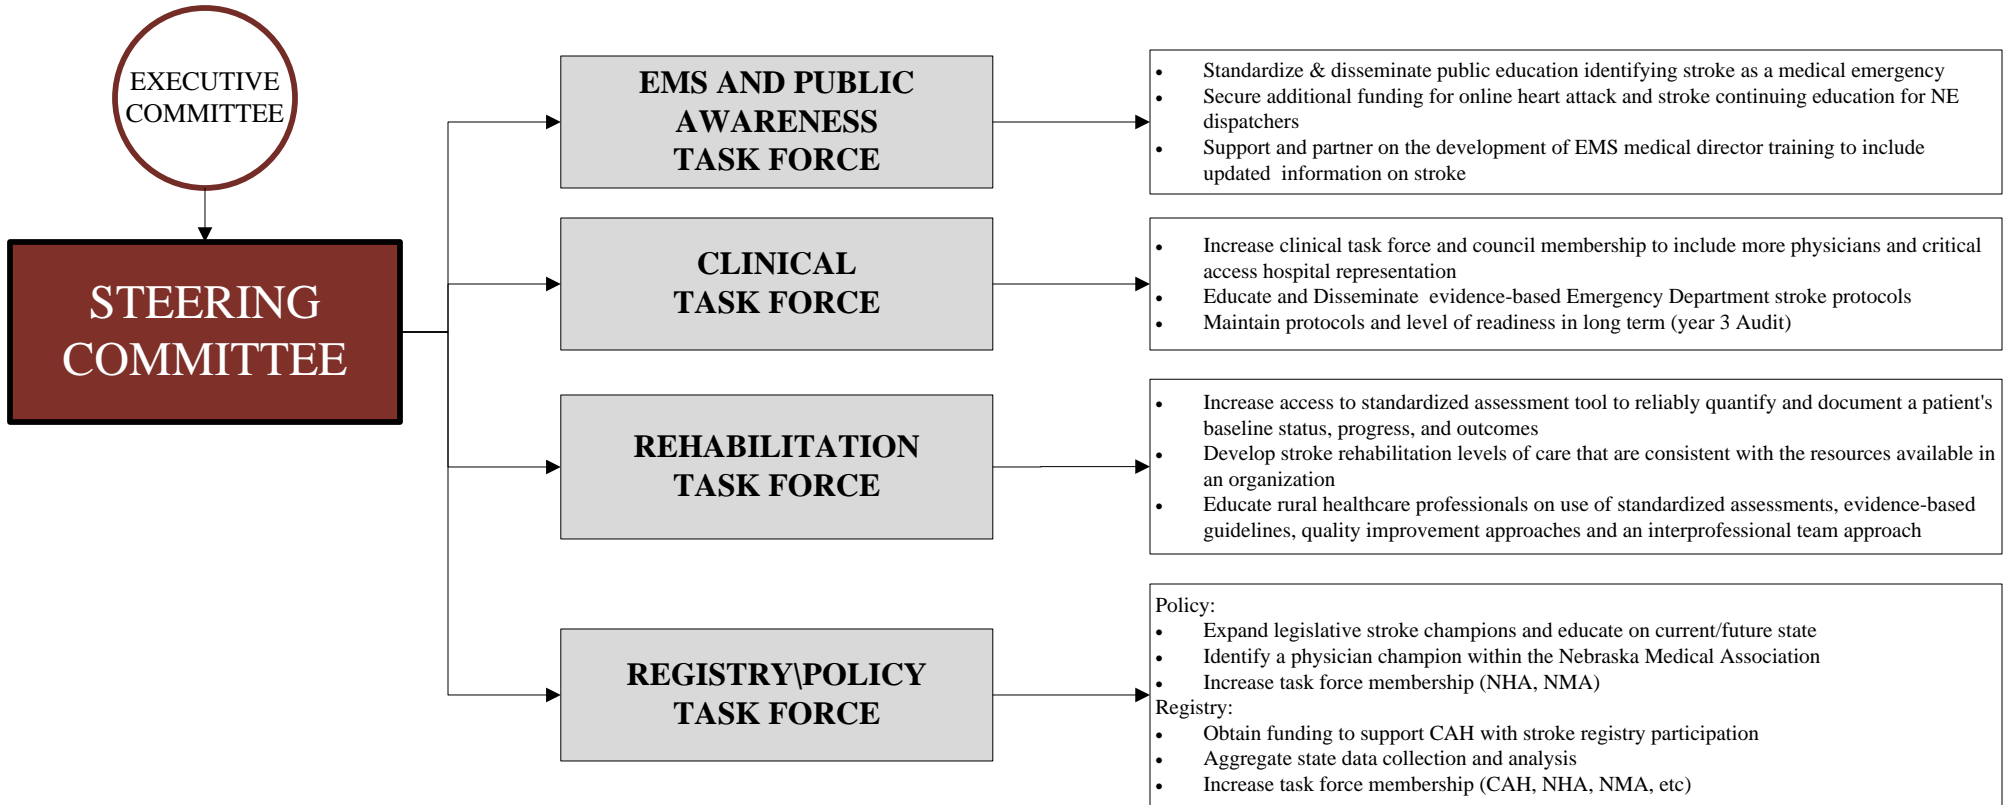 EXECUTIVE
COMMITTEE
STEERING
COMMITTEE
EMS AND PUBLIC
AWARENESS
TASK FORCE
• Standardize & disseminate public education identifying stroke as a medical emergency
• Secure additional funding for online heart attack and stroke continuing education for NE
dispatchers
• Support and partner on the development of EMS medical director training to include
updated information on stroke
CLINICAL
TASK FORCE
• Increase clinical task force and council membership to include more physicians and critical
access hospital representation
• Educate and Disseminate evidence-based Emergency Department stroke protocols
• Maintain protocols and level of readiness in long term (year 3 Audit)
REHABILITATION
TASK FORCE
• Increase access to standardized assessment tool to reliably quantify and document a patient's
baseline status, progress, and outcomes
• Develop stroke rehabilitation levels of care that are consistent with the resources available in
an organization
• Educate rural healthcare professionals on use of standardized assessments, evidence-based
guidelines, quality improvement approaches and an interprofessional team approach
REGISTRY\POLICY
TASK FORCE
Policy:
• Expand legislative stroke champions and educate on current/future state
• Identify a physician champion within the Nebraska Medical Association
• Increase task force membership (NHA, NMA)
Registry:
• Obtain funding to support CAH with stroke registry participation
• Aggregate state data collection and analysis
• Increase task force membership (CAH, NHA, NMA, etc)